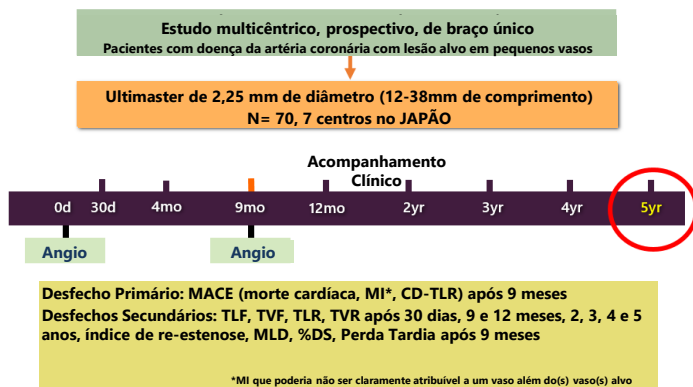 Estudo multicêntrico, prospectivo, de braço único
Pacientes com doença da artéria coronária com lesão alvo em pequenos vasos
Ultimaster de 2,25 mm de diâmetro (12-38mm de comprimento)
N= 70, 7 centros no JAPÃO
Acompanhamento
Clínico
0d 30d 4mo 9mo 12mo 2yr 3yr 4yr 5yr
Angio Angio
Desfecho Primário: MACE (morte cardíaca, MI*, CD-TLR) após 9 meses
Desfechos Secundários: TLF, TVF, TLR, TVR após 30 dias, 9 e 12 meses, 2, 3, 4 e 5
anos, índice de re-estenose, MLD, %DS, Perda Tardia após 9 meses
*MI que poderia não ser claramente atribuível a um vaso além do(s) vaso(s) alvo